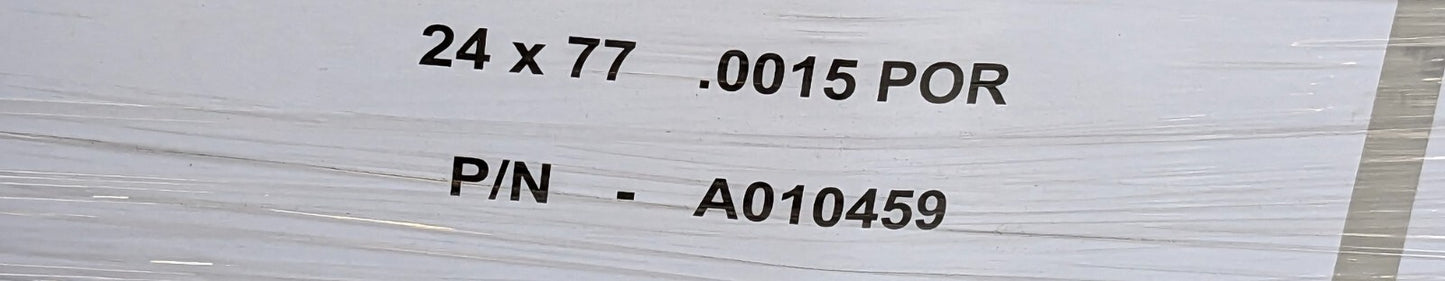 24 x 77 .0015 POR
P/N - A010459